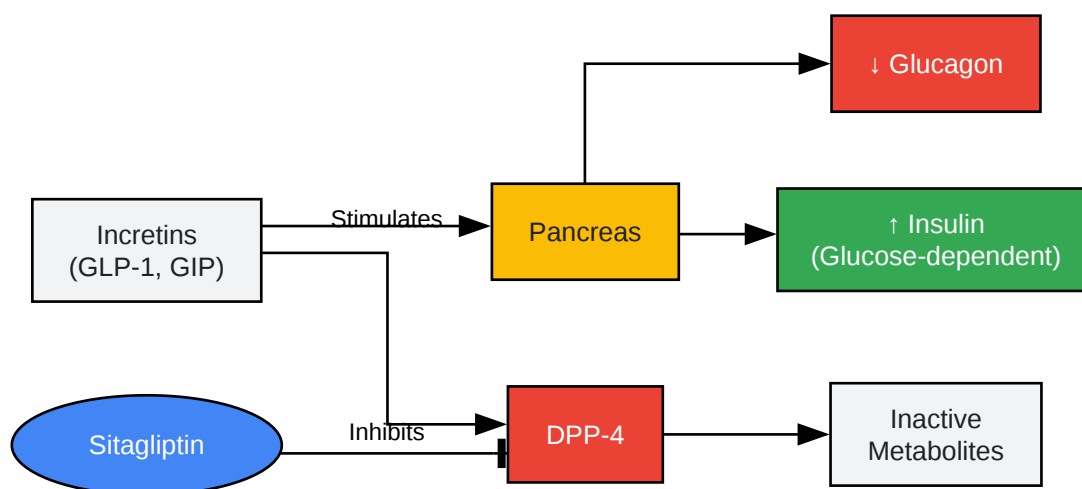 ↓ Glucagon
Incretins
(GLP-1, GIP)
Stimulates
Pancreas
↑ Insulin
(Glucose-dependent)
Sitagliptin
Inhibits
DPP-4
Inactive
Metabolites